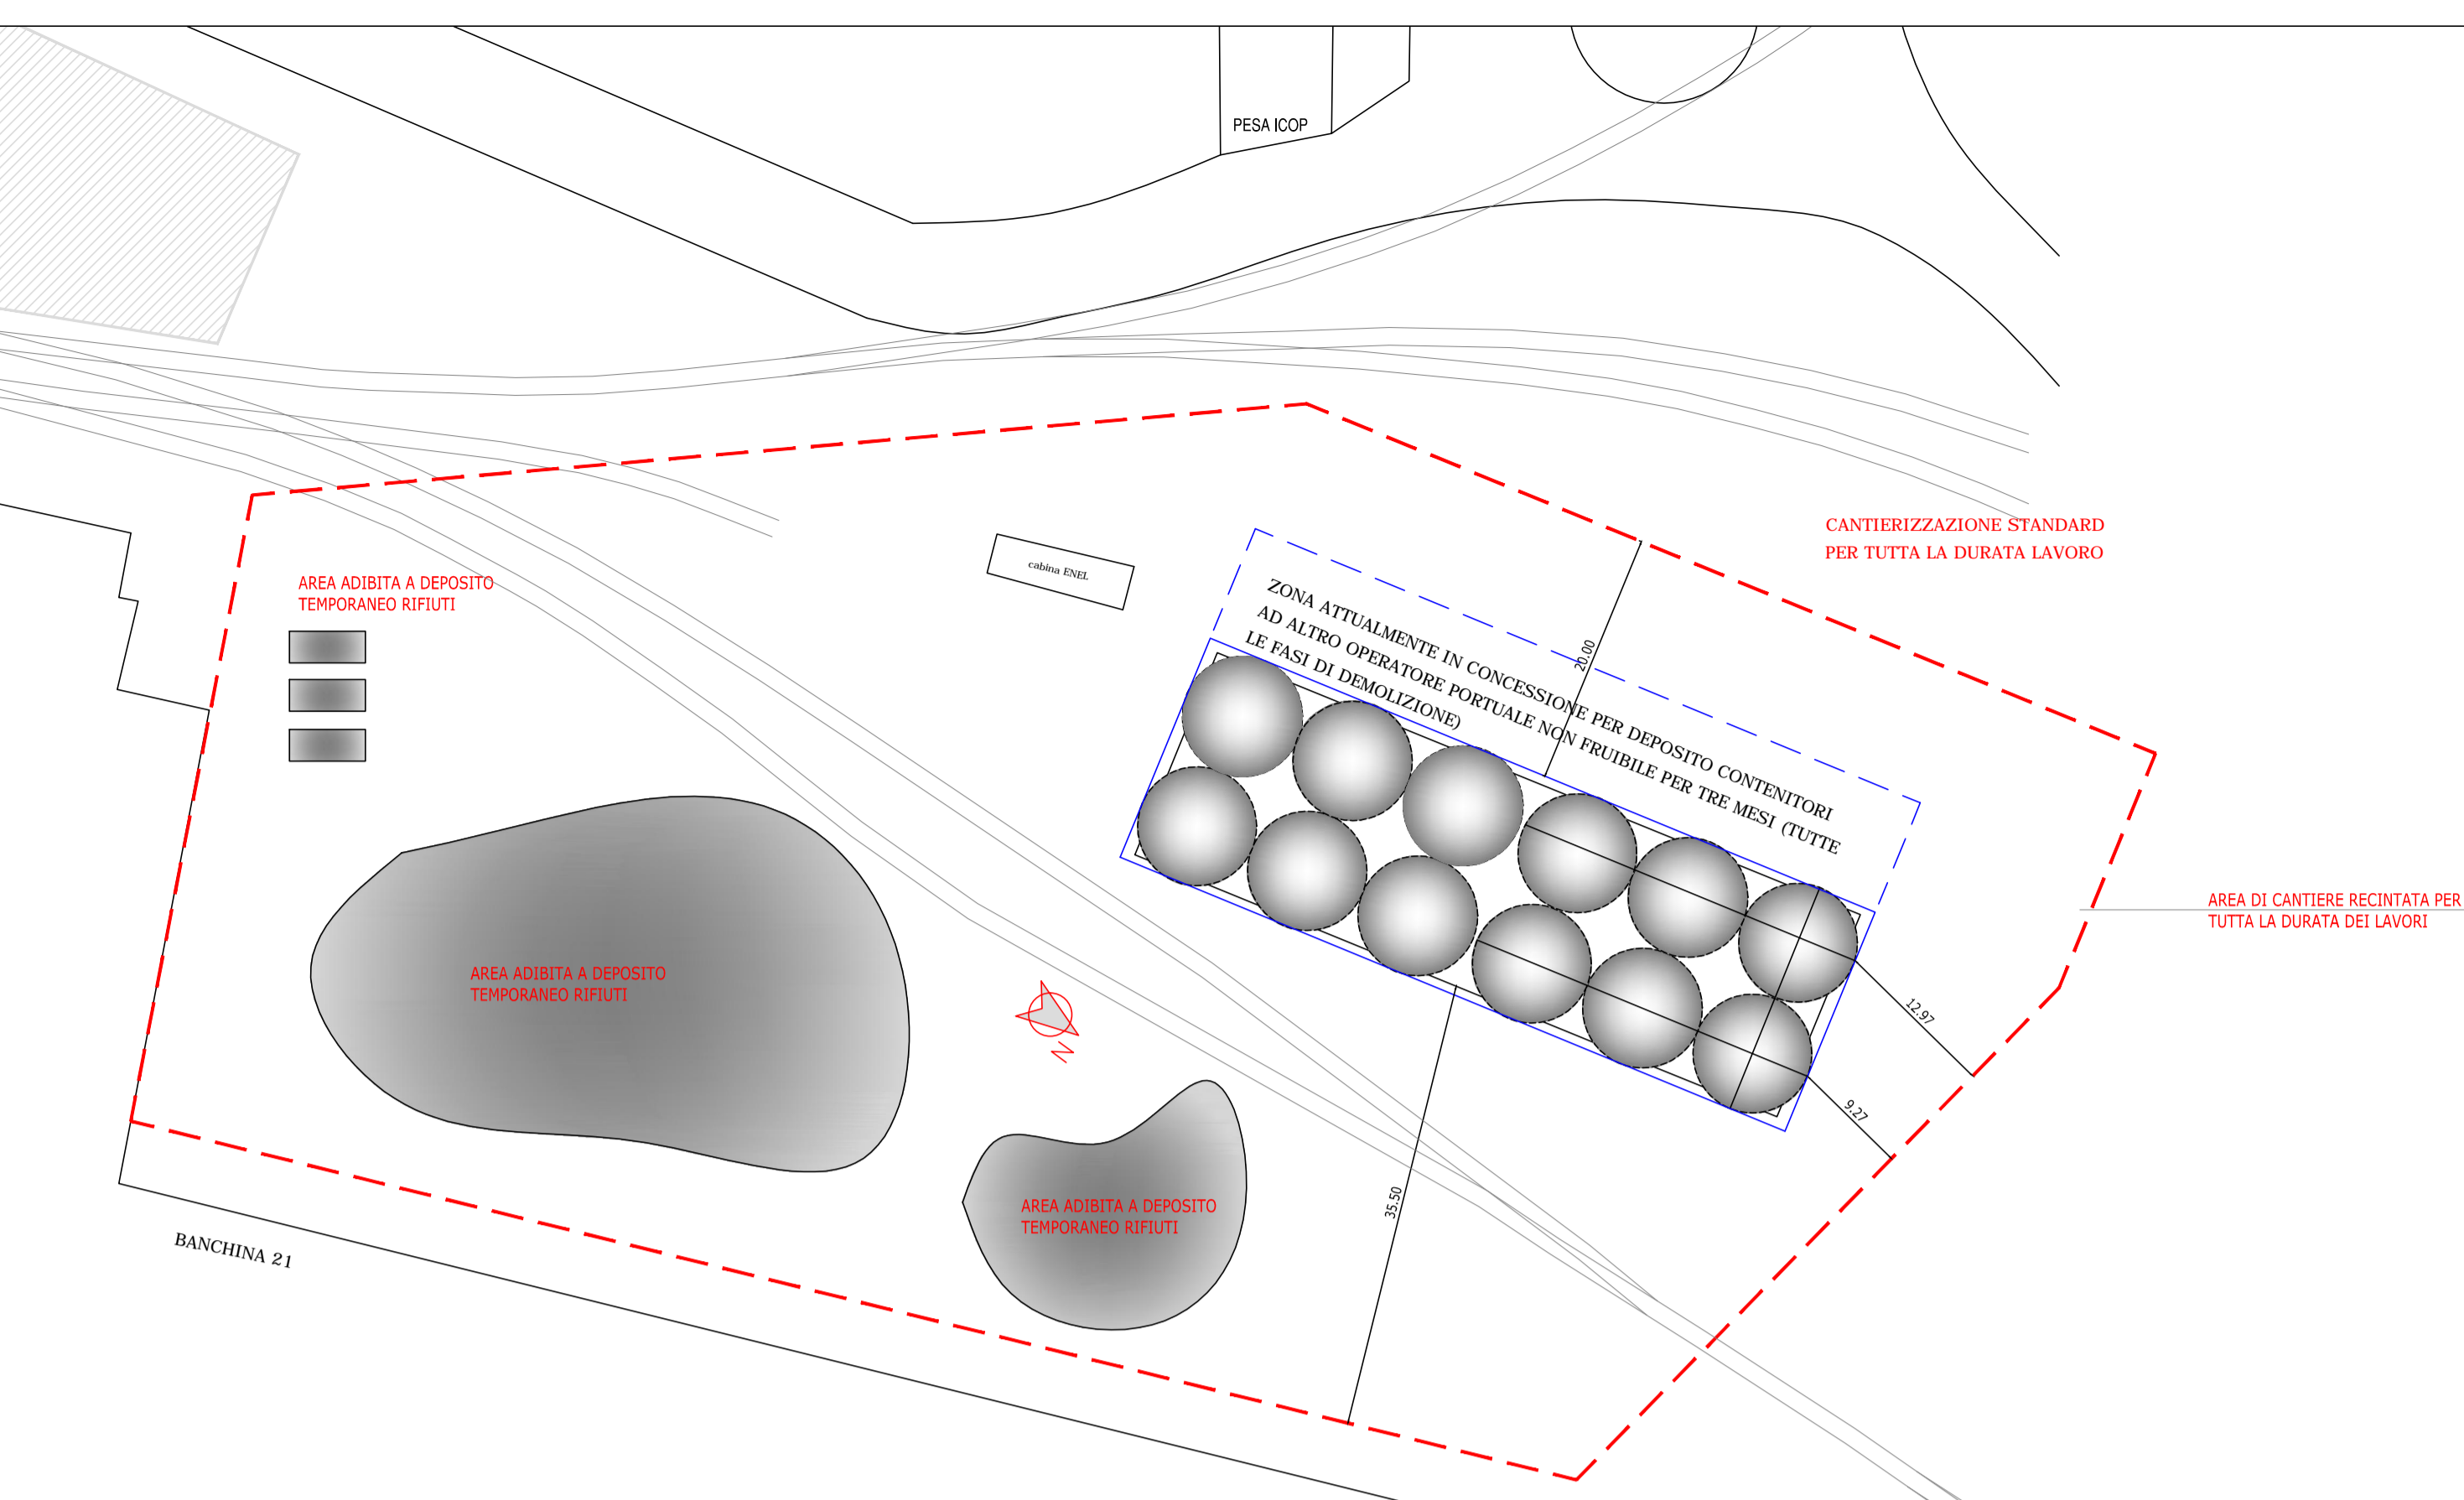 PESA ICOP
CANTIERIZZAZIONE STANDARD
PER TUTTA LA DURATA LAVORO
cabina ENEL
AREA ADIBITA A DEPOSITO
TEMPORANEO RIFIUTI
ZONA ATTUALMENTE IN CONCESSIONE PER DEPOSITO CONTENITORI
AD ALTRO OPERATORE PORTUALE NON FRUIBILE PER TRE MESI (TUTTE
LE FASI DI DEMOLIZIONE)
20.00
AREA DI CANTIERE RECINTATA PER
TUTTA LA DURATA DEI LAVORI
AREA ADIBITA A DEPOSITO
TEMPORANEO RIFIUTI
12.97
N
9.27
35.50
AREA ADIBITA A DEPOSITO
TEMPORANEO RIFIUTI
BANCHINA 21